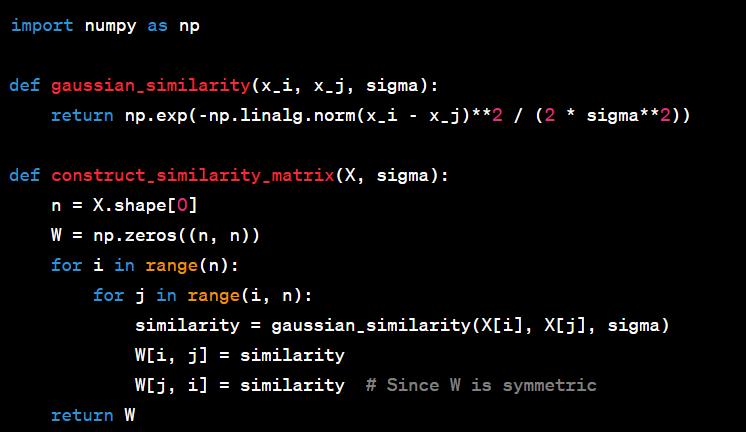 import numpy as np

def gaussian_similarity(x_i, x_j, sigma):
    return np.exp(-np.linalg.norm(x_i - x_j)**2 / (2 * sigma**2))

def construct_similarity_matrix(X, sigma):
    n = X.shape[0]
    W = np.zeros((n, n))
    for i in range(n):
        for j in range(i, n):
            similarity = gaussian_similarity(X[i], X[j], sigma)
            W[i, j] = similarity
            W[j, i] = similarity  # Since W is symmetric
    return W